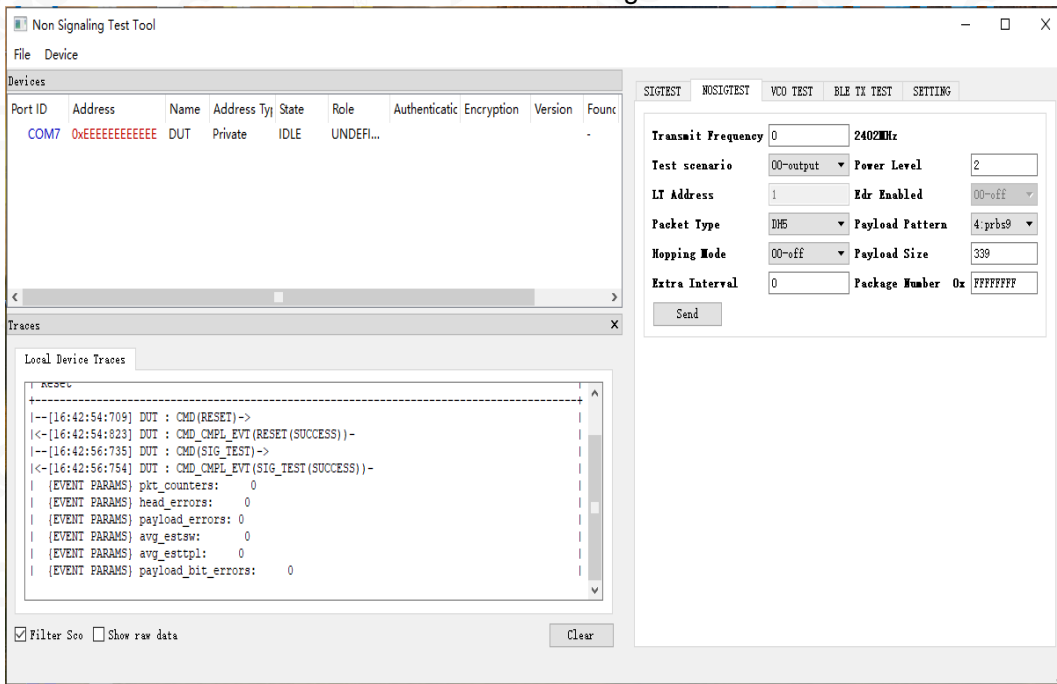 Non Signaling Test Tool
File Device
Devices
Port ID Address Name Address Ty State Role Authenticatic Encryption Version Found
COM7 0xEEEEEEEEEEEE DUT Private IDLE UNDEFI... -
Traces
Local Device Traces
| Reset |
+-----------------------------------------------------------------------------+
|--[16:42:54:709] DUT : CMD(RESET)-> |
|<-[16:42:54:823] DUT : CMD_CMPL_EVT(RESET(SUCCESS))- |
|--[16:42:56:735] DUT : CMD(SIG_TEST)-> |
|<-[16:42:56:754] DUT : CMD_CMPL_EVT(SIG_TEST(SUCCESS))- |
| {EVENT PARAMS} pkt_counters: 0 |
| {EVENT PARAMS} head_errors: 0 |
| {EVENT PARAMS} payload_errors: 0 |
| {EVENT PARAMS} avg_estsw: 0 |
| {EVENT PARAMS} avg_esttpl: 0 |
| {EVENT PARAMS} payload_bit_errors: 0 |
Filter Sco Show raw data Clear
SIGTEST NOSIGTEST VCO TEST BLE TX TEST SETTING
Transmit Frequency 0 2402MHz
Test scenario 00-output Power Level 2
LT Address 1 Edr Enabled 00-off
Packet Type DH5 Payload Pattern 4:prbs9
Hopping Mode 00-off Payload Size 339
Extra Interval 0 Package Number 0x FFFFFFFF
Send